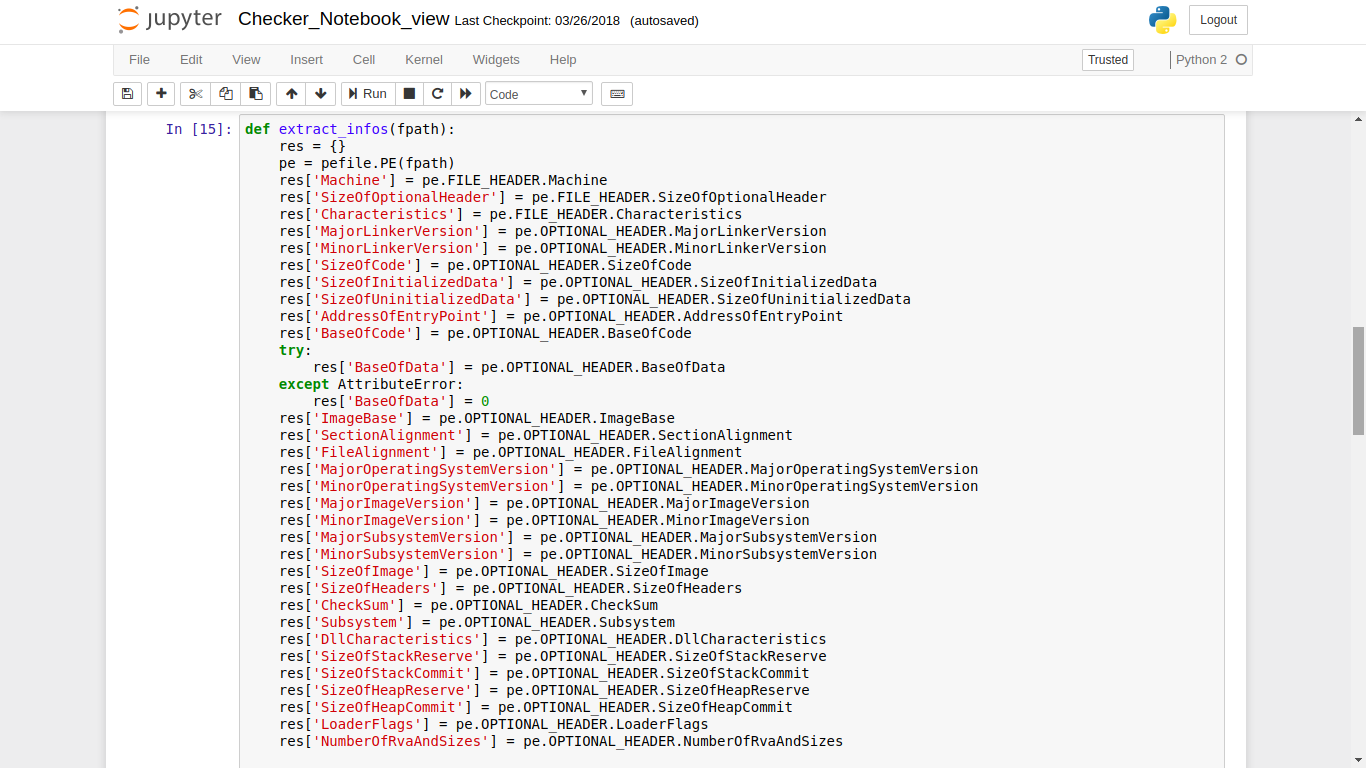 jupyter Checker_Notebook_view Last Checkpoint: 03/26/2018 (autosaved) Logout
File Edit View Insert Cell Kernel Widgets Help Trusted Python 2
Run Code
In [15]: def extract_infos(fpath):
    res = {}
    pe = pefile.PE(fpath)
    res['Machine'] = pe.FILE_HEADER.Machine
    res['SizeOfOptionalHeader'] = pe.FILE_HEADER.SizeOfOptionalHeader
    res['Characteristics'] = pe.FILE_HEADER.Characteristics
    res['MajorLinkerVersion'] = pe.OPTIONAL_HEADER.MajorLinkerVersion
    res['MinorLinkerVersion'] = pe.OPTIONAL_HEADER.MinorLinkerVersion
    res['SizeOfCode'] = pe.OPTIONAL_HEADER.SizeOfCode
    res['SizeOfInitializedData'] = pe.OPTIONAL_HEADER.SizeOfInitializedData
    res['SizeOfUninitializedData'] = pe.OPTIONAL_HEADER.SizeOfUninitializedData
    res['AddressOfEntryPoint'] = pe.OPTIONAL_HEADER.AddressOfEntryPoint
    res['BaseOfCode'] = pe.OPTIONAL_HEADER.BaseOfCode
    try:
        res['BaseOfData'] = pe.OPTIONAL_HEADER.BaseOfData
    except AttributeError:
        res['BaseOfData'] = 0
    res['ImageBase'] = pe.OPTIONAL_HEADER.ImageBase
    res['SectionAlignment'] = pe.OPTIONAL_HEADER.SectionAlignment
    res['FileAlignment'] = pe.OPTIONAL_HEADER.FileAlignment
    res['MajorOperatingSystemVersion'] = pe.OPTIONAL_HEADER.MajorOperatingSystemVersion
    res['MinorOperatingSystemVersion'] = pe.OPTIONAL_HEADER.MinorOperatingSystemVersion
    res['MajorImageVersion'] = pe.OPTIONAL_HEADER.MajorImageVersion
    res['MinorImageVersion'] = pe.OPTIONAL_HEADER.MinorImageVersion
    res['MajorSubsystemVersion'] = pe.OPTIONAL_HEADER.MajorSubsystemVersion
    res['MinorSubsystemVersion'] = pe.OPTIONAL_HEADER.MinorSubsystemVersion
    res['SizeOfImage'] = pe.OPTIONAL_HEADER.SizeOfImage
    res['SizeOfHeaders'] = pe.OPTIONAL_HEADER.SizeOfHeaders
    res['CheckSum'] = pe.OPTIONAL_HEADER.CheckSum
    res['Subsystem'] = pe.OPTIONAL_HEADER.Subsystem
    res['DllCharacteristics'] = pe.OPTIONAL_HEADER.DllCharacteristics
    res['SizeOfStackReserve'] = pe.OPTIONAL_HEADER.SizeOfStackReserve
    res['SizeOfStackCommit'] = pe.OPTIONAL_HEADER.SizeOfStackCommit
    res['SizeOfHeapReserve'] = pe.OPTIONAL_HEADER.SizeOfHeapReserve
    res['SizeOfHeapCommit'] = pe.OPTIONAL_HEADER.SizeOfHeapCommit
    res['LoaderFlags'] = pe.OPTIONAL_HEADER.LoaderFlags
    res['NumberOfRvaAndSizes'] = pe.OPTIONAL_HEADER.NumberOfRvaAndSizes